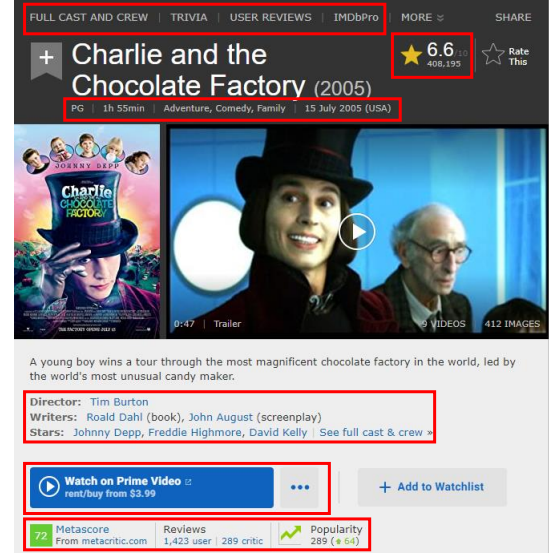 FULL CAST AND CREW | TRIVIA | USER REVIEWS | IMDbPro | MORE SHARE
+ Charlie and the
Chocolate Factory (2005)
6.6/10
408,195
Rate
This
PG | 1h 55min | Adventure, Comedy, Family | 15 July 2005 (USA)
JOHNNY DEPP
Charlie
AND THE
CHOCOLATE
FACTORY
THE FACTORY OPENS JULY 15
0:47 | Trailer
9 VIDEOS 412 IMAGES
A young boy wins a tour through the most magnificent chocolate factory in the world, led by
the world's most unusual candy maker.
Director: Tim Burton
Writers: Roald Dahl (book), John August (screenplay)
Stars: Johnny Depp, Freddie Highmore, David Kelly | See full cast & crew »
Watch on Prime Video
rent/buy from $3.99
•••
+ Add to Watchlist
72 Metascore
From metacritic.com
Reviews
1,423 user | 289 critic
Popularity
289 (64)